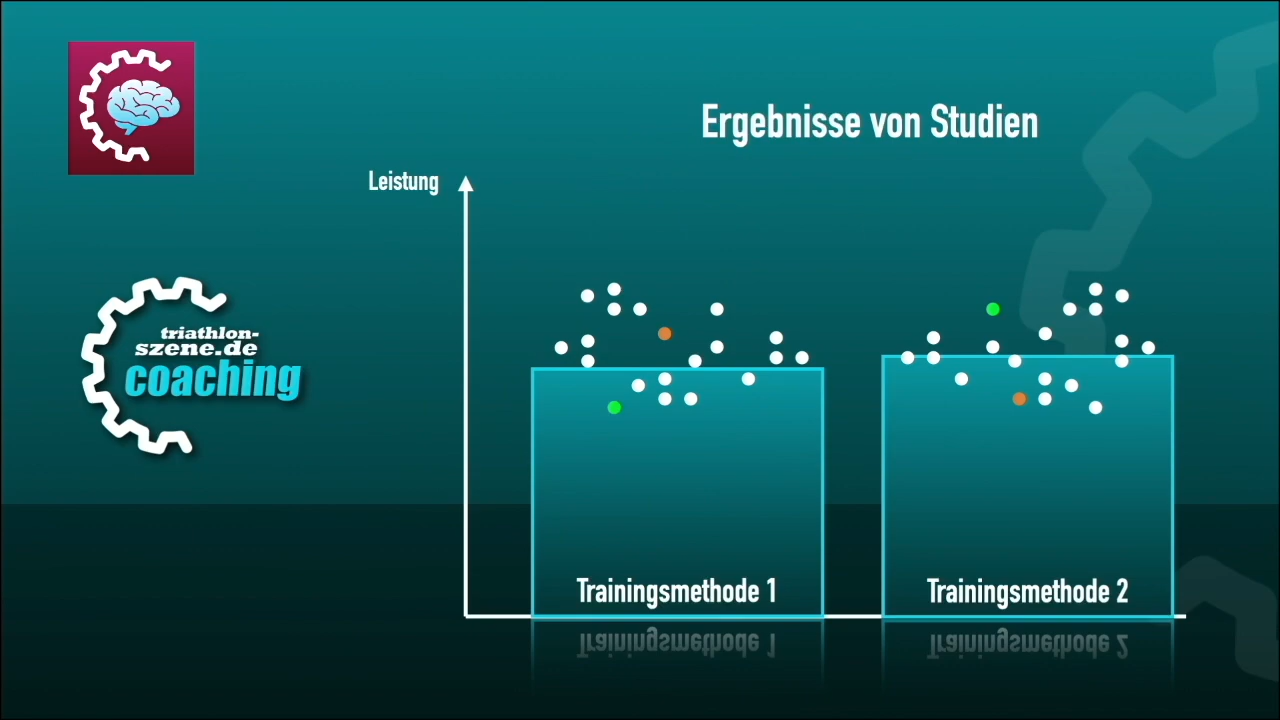 Ergebnisse von Studien
Leistung
triathlon-
szene.de
coaching
Trainingsmethode 1
Trainingsmethode 2